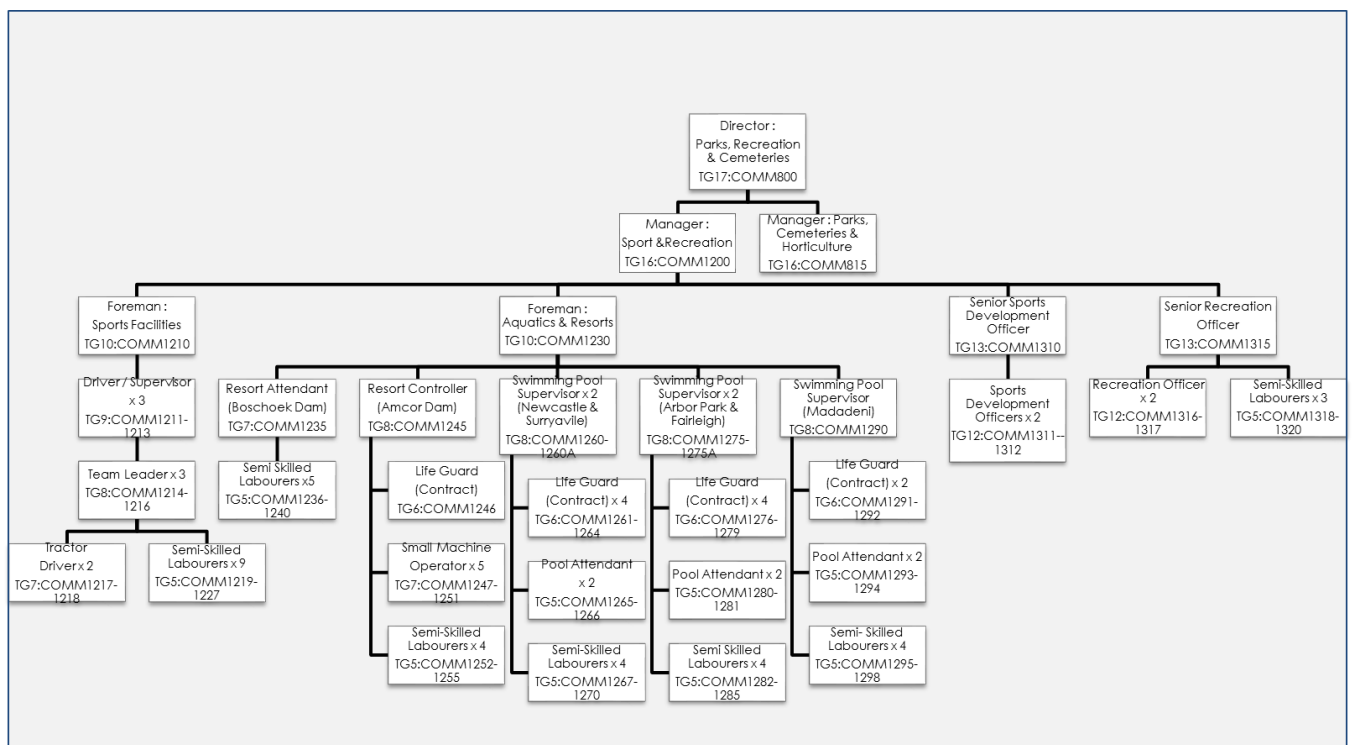 Director :
Parks, Recreation
& Cemeteries
TG17:COMM800
Manager :
Sport &Recreation
TG16:COMM1200
Manager : Parks,
Cemeteries &
Horticulture
TG16:COMM815
Foreman :
Sports Facilities
TG10:COMM1210
Foreman :
Aquatics & Resorts
TG10:COMM1230
Senior Sports
Development
Officer
TG13:COMM1310
Senior Recreation
Officer
TG13:COMM1315
Driver / Supervisor
x 3
TG9:COMM1211-
1213
Resort Attendant
(Boschoek Dam)
TG7:COMM1235
Resort Controller
(Amcor Dam)
TG8:COMM1245
Swimming Pool
Supervisor x 2
(Newcastle &
Surryavile)
TG8:COMM1260-
1260A
Swimming Pool
Supervisor x 2
(Arbor Park &
Fairleigh)
TG8:COMM1275-
1275A
Swimming Pool
Supervisor
(Madadeni)
TG8:COMM1290
Sports
Development
Officers x 2
TG12:COMM1311--
1312
Recreation Officer
x 2
TG12:COMM1316-
1317
Semi-Skilled
Labourers x 3
TG5:COMM1318-
1320
Team Leader x 3
TG8:COMM1214-
1216
Semi Skilled
Labourers x5
TG5:COMM1236-
1240
Life Guard
(Contract)
TG6:COMM1246
Life Guard
(Contract) x 4
TG6:COMM1261-
1264
Life Guard
(Contract) x 4
TG6:COMM1276-
1279
Life Guard
(Contract) x 2
TG6:COMM1291-
1292
Tractor
Driver x 2
TG7:COMM1217-
1218
Semi-Skilled
Labourers x 9
TG5:COMM1219-
1227
Small Machine
Operator x 5
TG7:COMM1247-
1251
Pool Attendant
x 2
TG5:COMM1265-
1266
Pool Attendant x 2
TG5:COMM1280-
1281
Pool Attendant x 2
TG5:COMM1293-
1294
Semi-Skilled
Labourers x 4
TG5:COMM1252-
1255
Semi-Skilled
Labourers x 4
TG5:COMM1267-
1270
Semi Skilled
Labourers x 4
TG5:COMM1282-
1285
Semi- Skilled
Labourers x 4
TG5:COMM1295-
1298